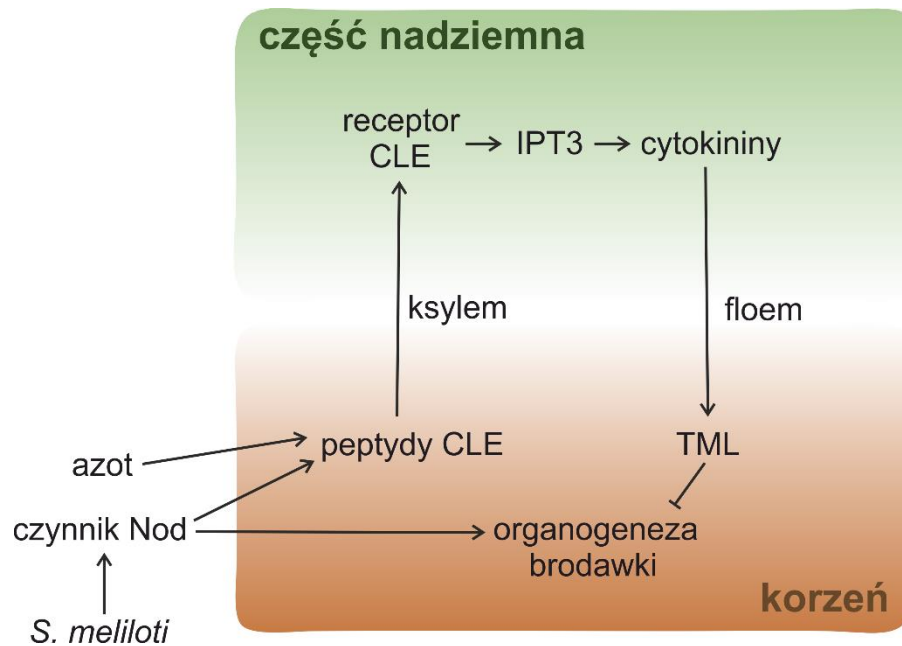 część nadziemna
receptor
CLE
IPT3
cytokininy
ksylem
floem
azot
peptydy CLE
TML
czynnik Nod
organogeneza
brodawki
korzeń
S. meliloti